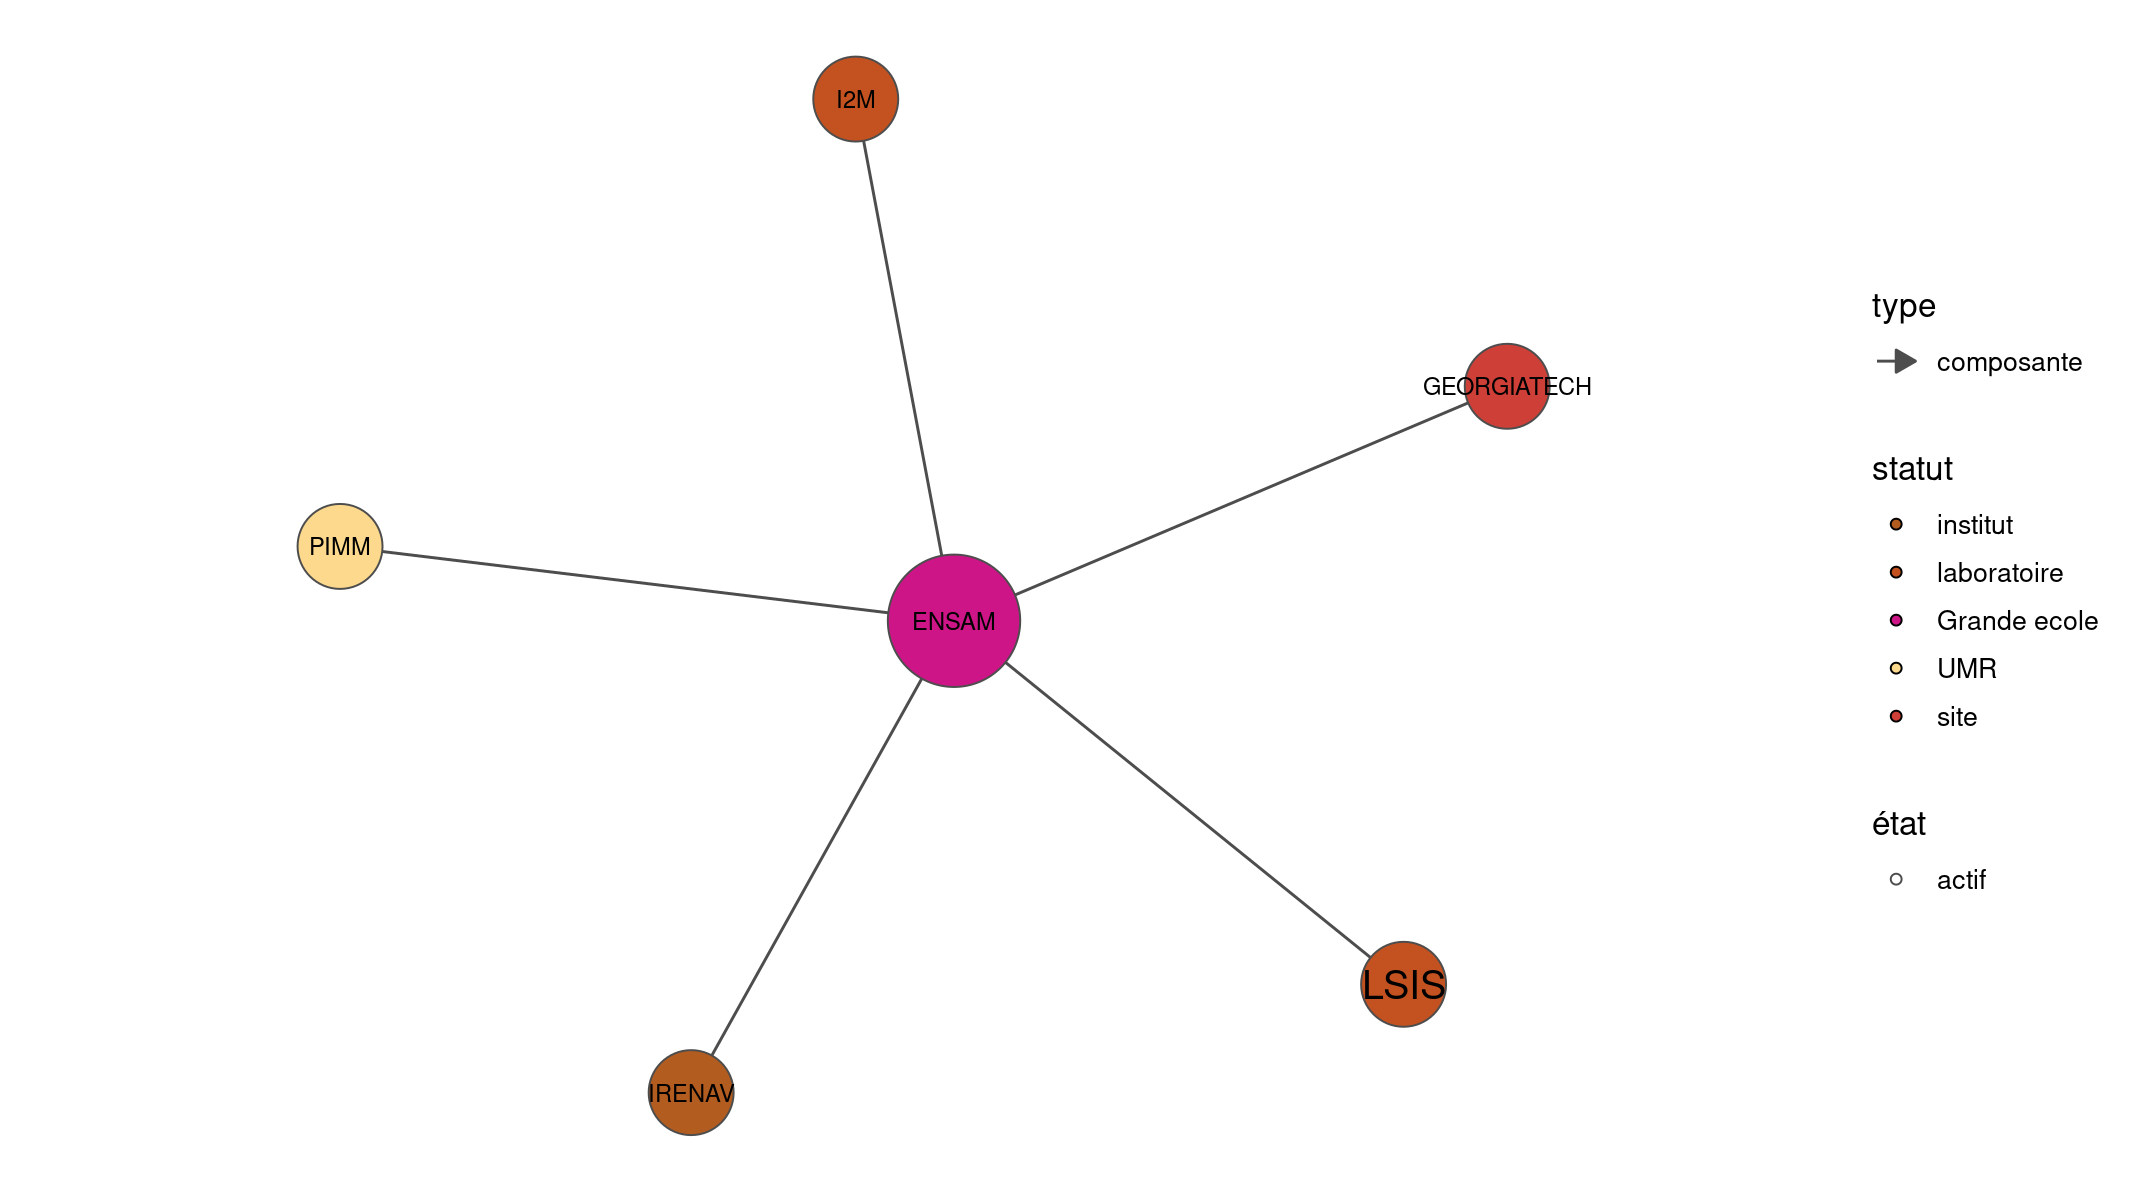 I2M
GEORGIATECH
PIMM
ENSAM
LSIS
IRENAV
type
composante
statut
institut
laboratoire
Grande ecole
UMR
site
état
actif